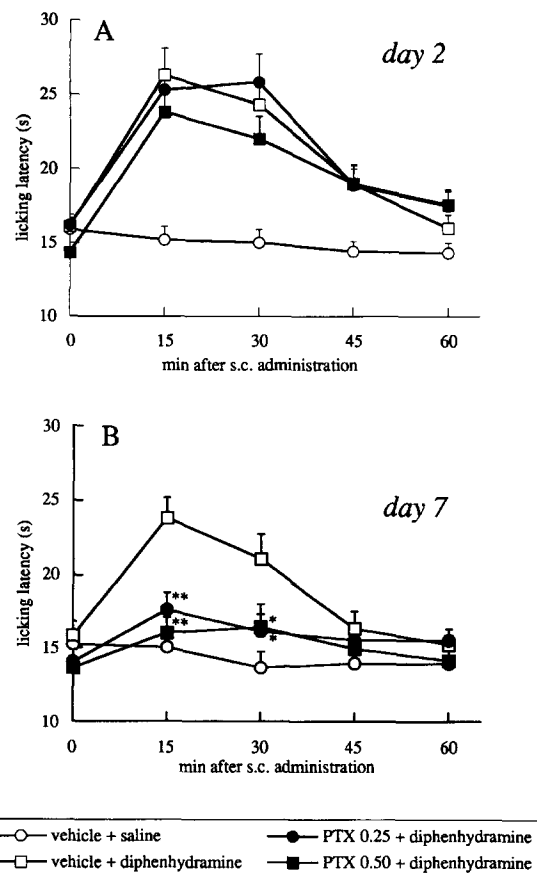 A
day 2
30
25
20
15
10
licking latency (s)
0 15 30 45 60
min after s.c. administration
B
day 7
30
25
20
15
10
licking latency (s)
**
**
*
*
0 15 30 45 60
min after s.c. administration
vehicle + saline
PTX 0.25 + diphenhydramine
vehicle + diphenhydramine
PTX 0.50 + diphenhydramine